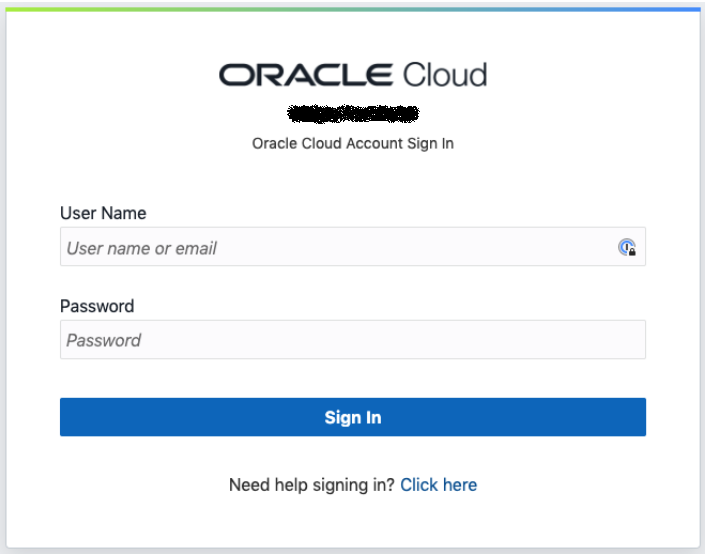 ORACLE Cloud
Oracle Cloud Account Sign In
User Name
User name or email
Password
Password
Sign In
Need help signing in? Click here